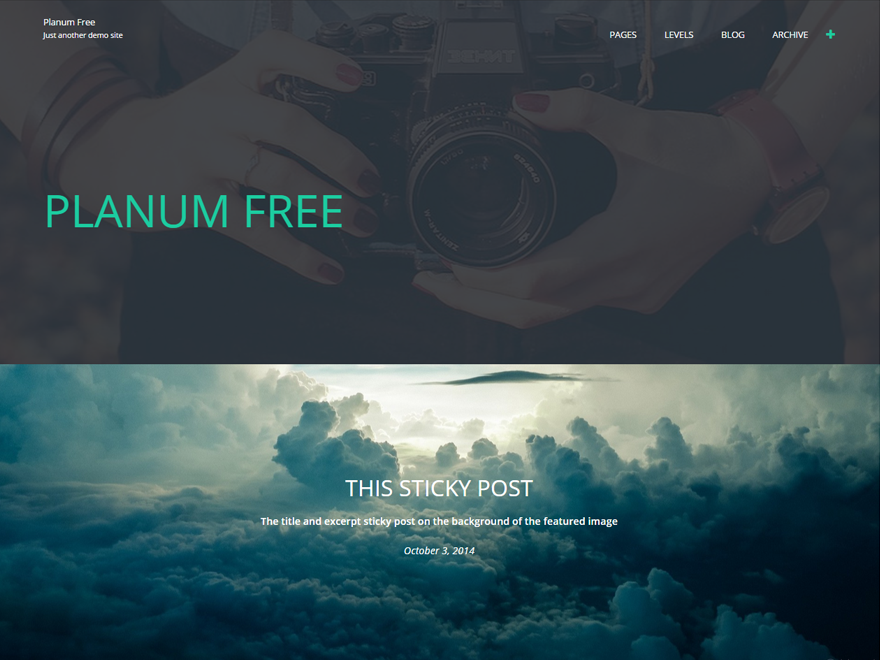 Planum Free
Just another demo site
PAGES LEVELS BLOG ARCHIVE +
ЗЕНИТ
PLANUM FREE
THIS STICKY POST
The title and excerpt sticky post on the background of the featured image
October 3, 2014